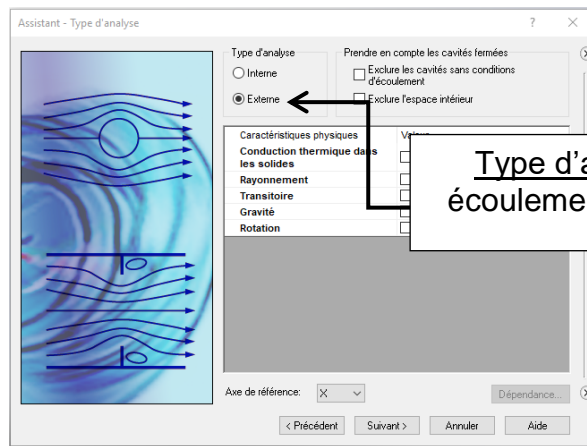 Assistant - Type d'analyse
? ×
Type d'analyse
Interne
Externe
Prendre en compte les cavités fermées
Exclure les cavités sans conditions
d'écoulement
Exclure l'espace intérieur
Caractéristiques physiques
Conduction thermique dans
les solides
Rayonnement
Transitoire
Gravité
Rotation
Type d'a
écouleme
Axe de référence: X
Dépendance...
< Précédent Suivant > Annuler Aide